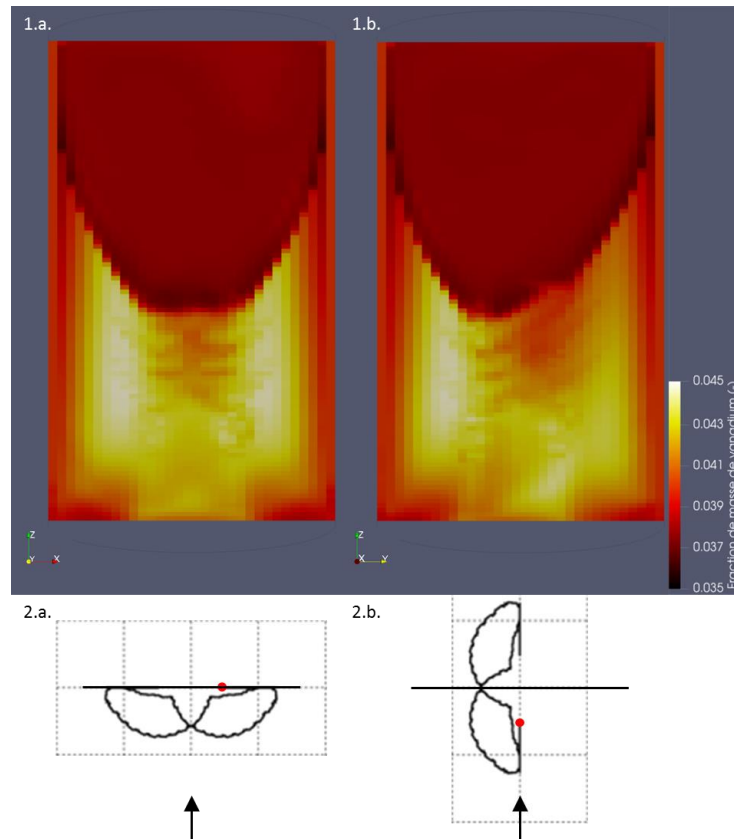 1.a.
1.b.
0.045
0.043
0.041
0.039
0.037
0.035
Fraction de masse de vanadium (-)
Z
Y
X
Z
X
Y
2.a.
2.b.